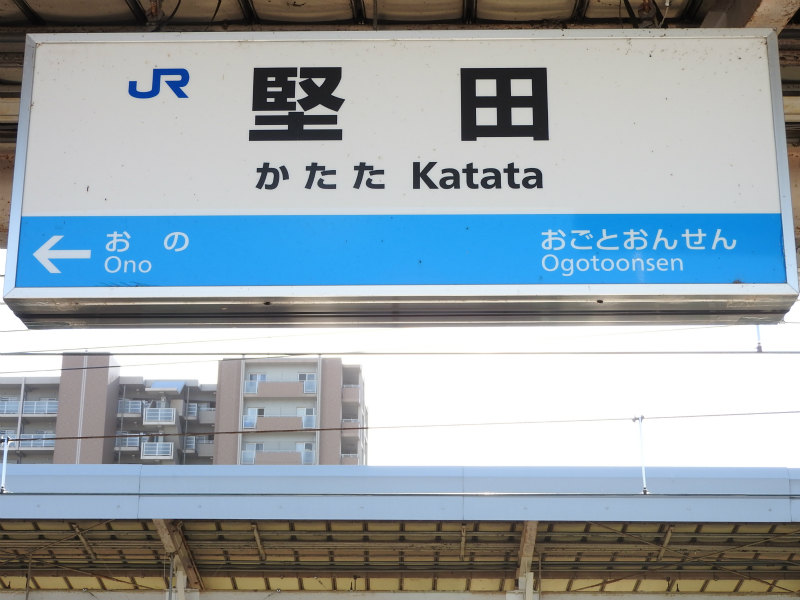 JR 堅田
かたた Katata
← おの おごとおんせん
Ono Ogotoonsen